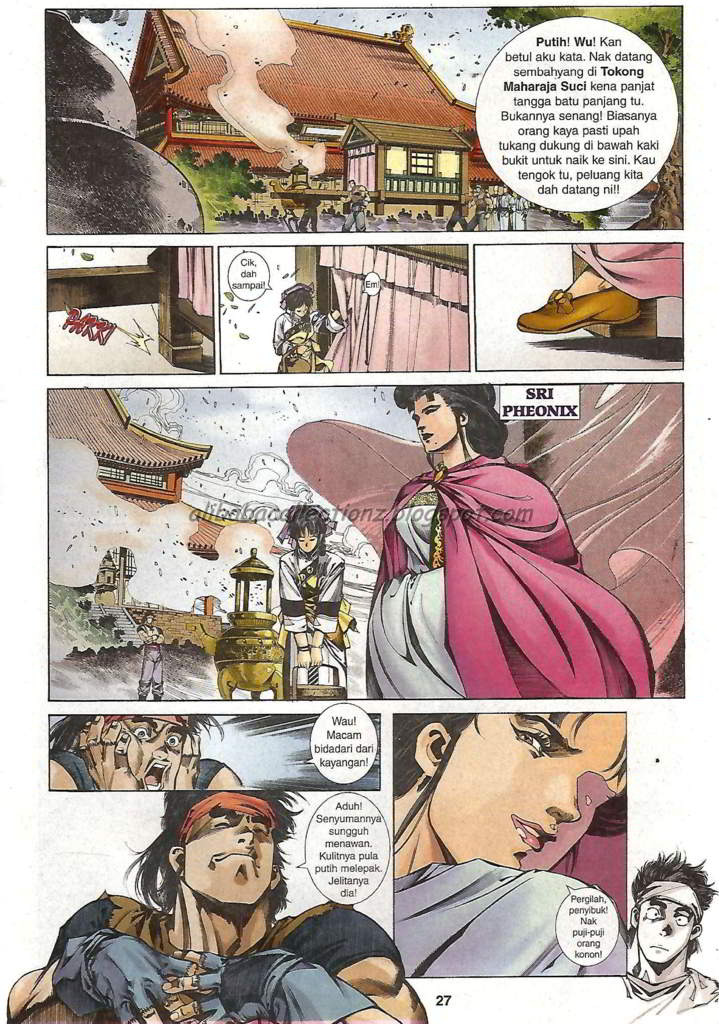 Putih! Wu! Kan
betul aku kata. Nak datang
sembahyang di Tokong
Maharaja Suci kena panjat
tangga batu panjang tu.
Bukannya senang! Biasanya
orang kaya pasti upah
tukang dukung di bawah kaki
bukit untuk naik ke sini. Kau
tengok tu, peluang kita
dah datang ni!!
PAKKI
Cik,
dah
sampai!
Em!
SRI
PHEONIX
alibabacollectionz.blogspot.com
Wau!
Macam
bidadari dari
kayangan!
Aduh!
Senyumannya
sungguh
menawan.
Kulitnya pula
putih melepak.
Jelitanya
dia!
Pergilah,
penyibuk!
Nak
puji-puji
orang
konon!
27